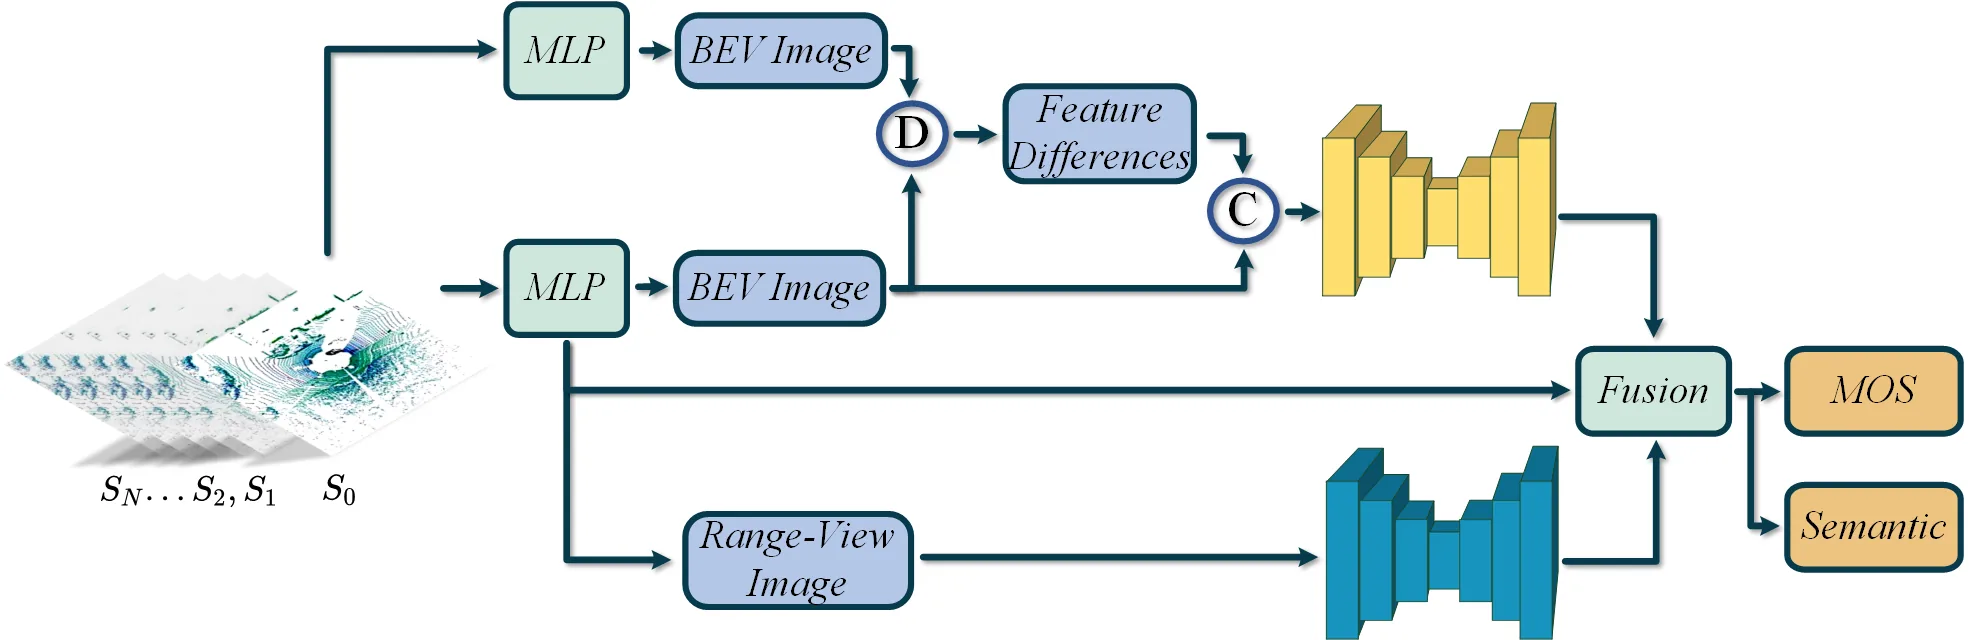 MLP
BEV Image
D
Feature
Differences
C
MLP
BEV Image
Fusion
MOS
Semantic
Range-View
Image
S_N...S_2, S_1 S_0